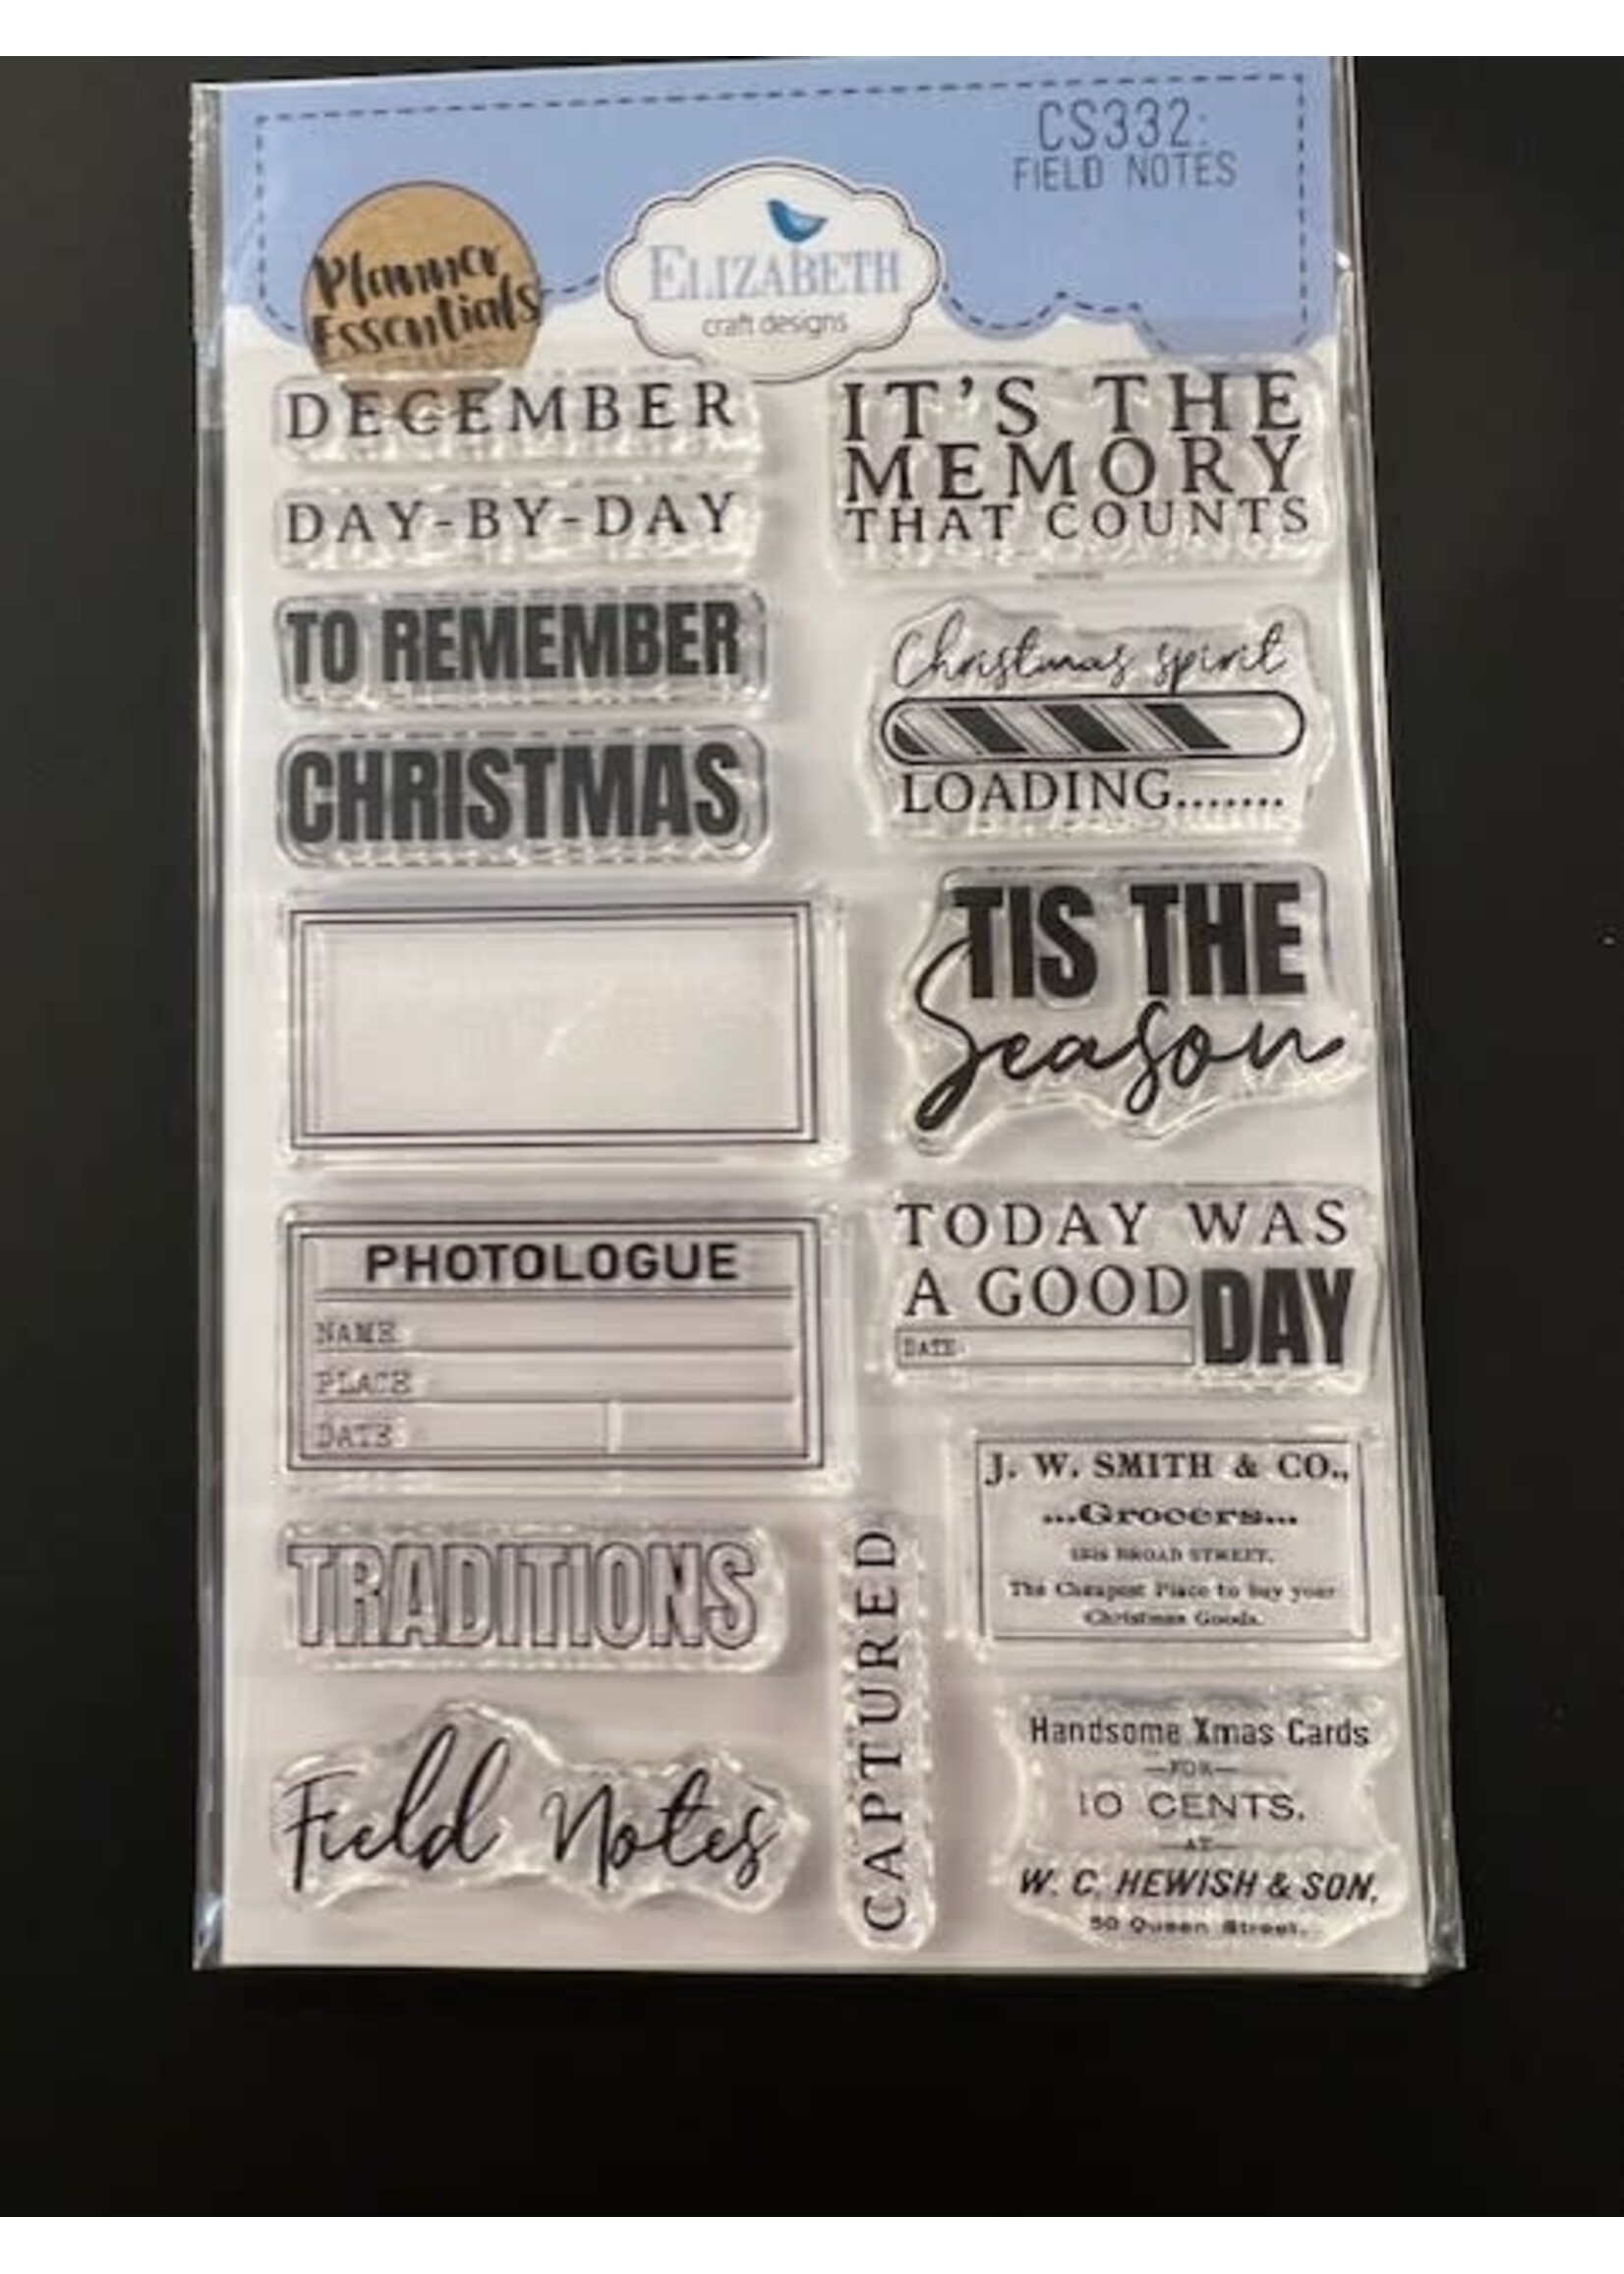 CS332:
FIELD NOTES
Planner
Essentials
ELIZABETH
craft designs
DECEMBER
DAY-BY-DAY
TO REMEMBER
CHRISTMAS
PHOTOLOGUE
NAME
PLACE
DATE
TRADITIONS
Field Notes
CAPTURED
IT'S THE
MEMORY
THAT COUNTS
Christmas spirit
LOADING.......
TIS THE
Season
TODAY WAS
A GOOD DAY
DATE:
J. W. SMITH & CO.,
...Grocers...
BROAD STREET.
The Cheapest Place to buy your
Christmas Goods.
Handsome Xmas Cards
—FOR—
10 CENTS.
—AT—
W. C. HEWISH & SON,
50 Queen Street.